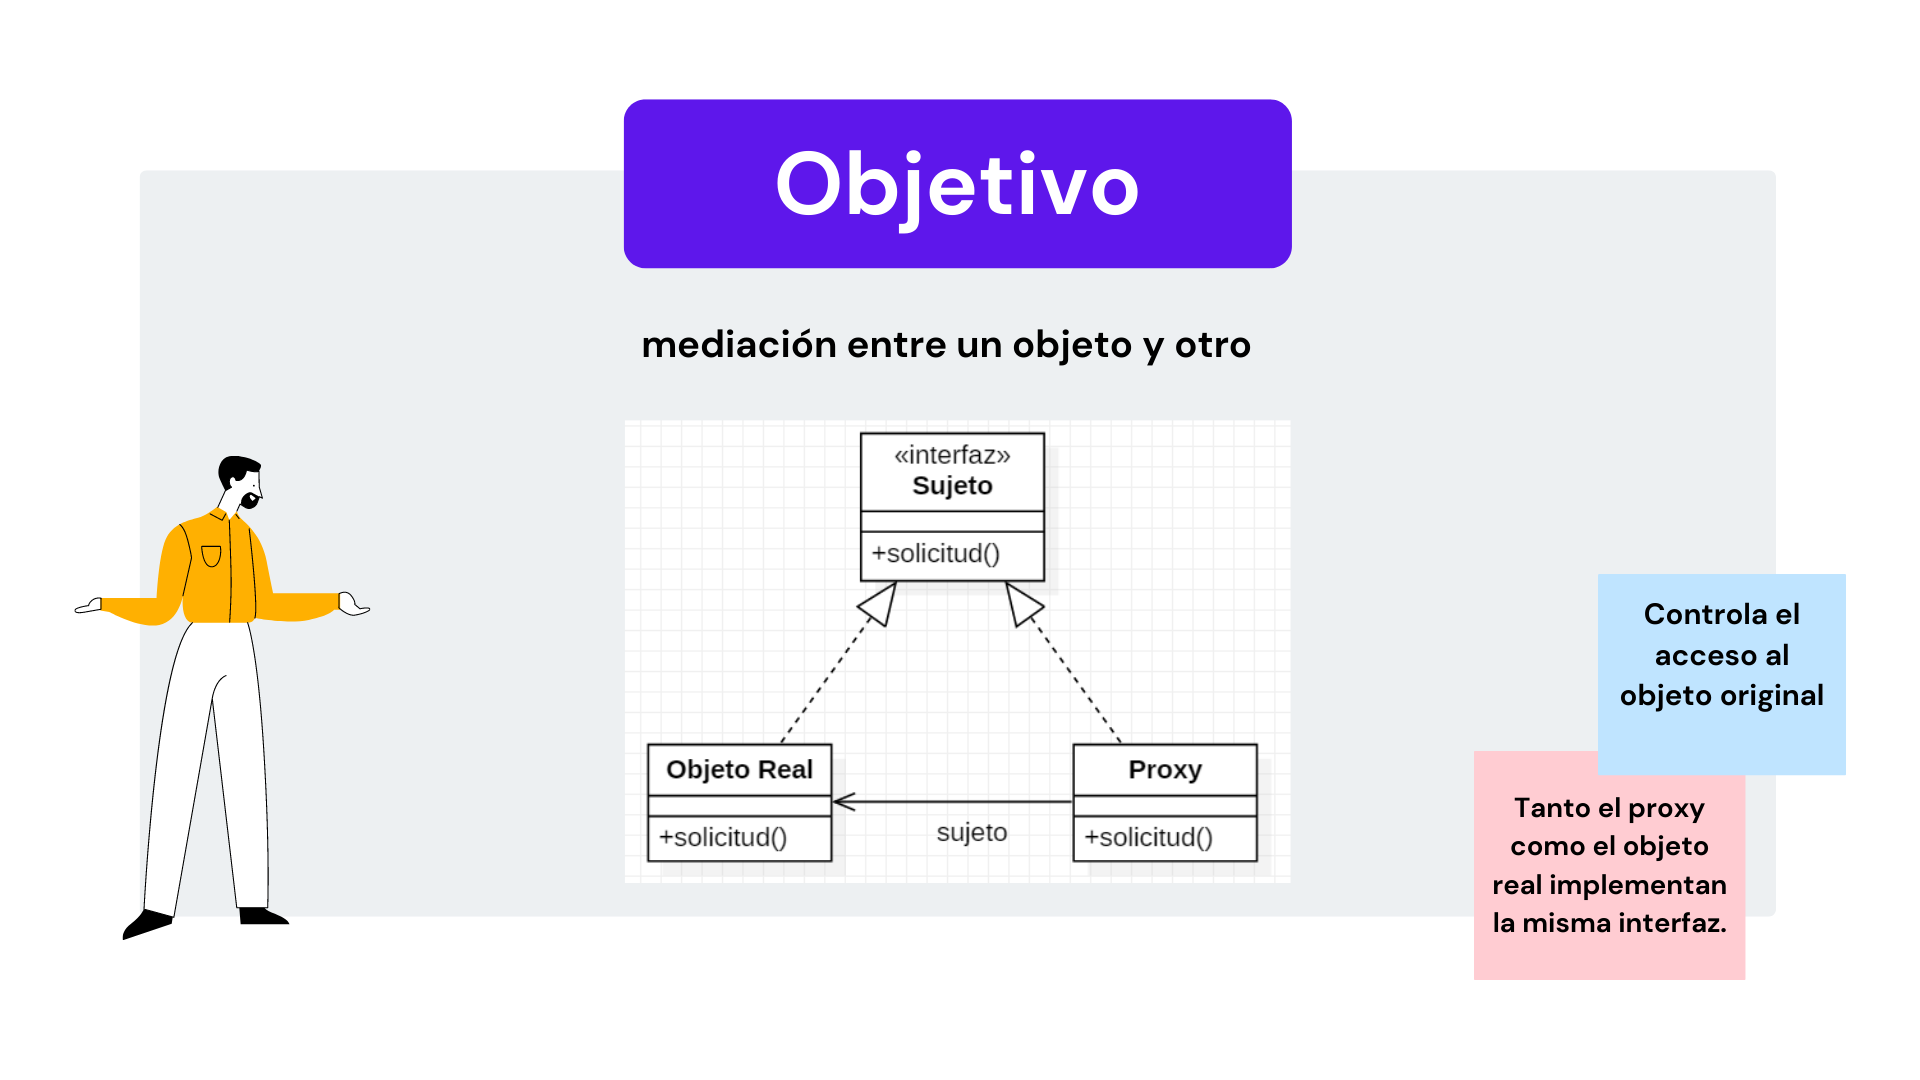 Objetivo
mediación entre un objeto y otro
«interfaz»
Sujeto
+solicitud()
Objeto Real
+solicitud()
sujeto
Proxy
+solicitud()
Controla el
acceso al
objeto original
Tanto el proxy
como el objeto
real implementan
la misma interfaz.